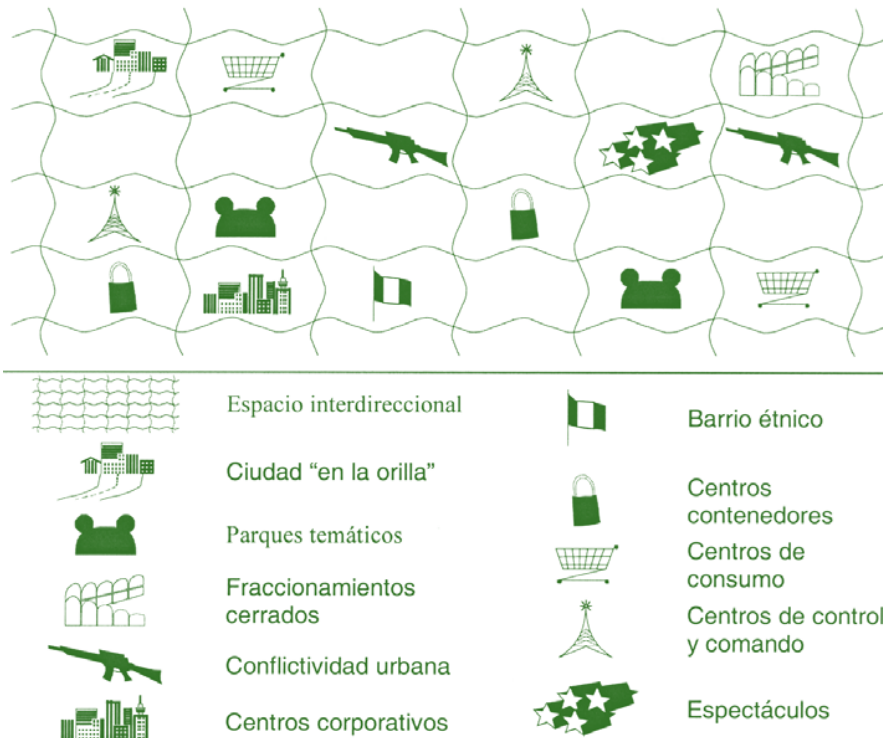 Espacio interdireccional
Ciudad “en la orilla”
Parques temáticos
Fraccionamientos
cerrados
Conflictividad urbana
Centros corporativos
Barrio étnico
Centros
contenedores
Centros de
consumo
Centros de control
y comando
Espectáculos